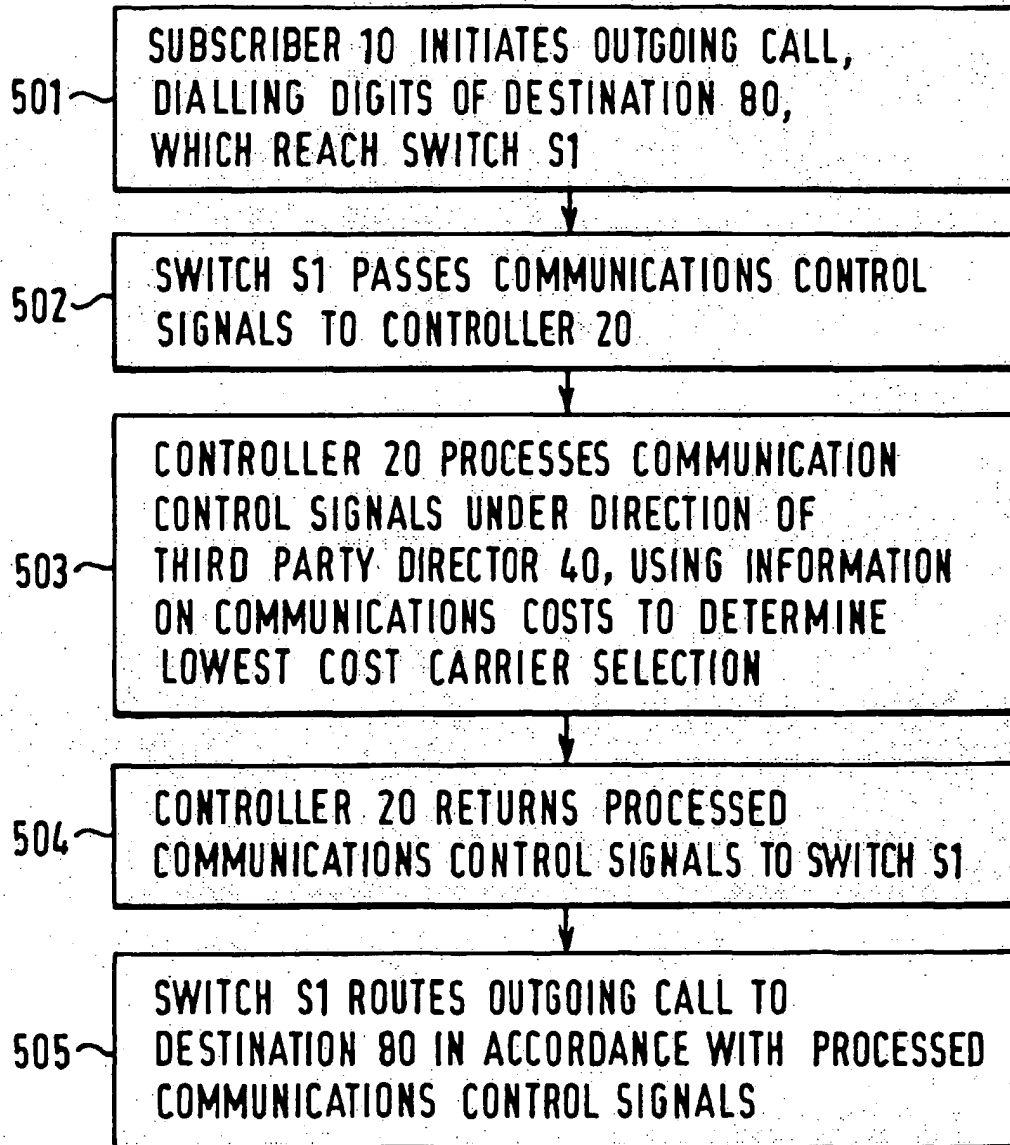 501
SUBSCRIBER 10 INITIATES OUTGOING CALL,
DIALLING DIGITS OF DESTINATION 80,
WHICH REACH SWITCH S1
502
SWITCH S1 PASSES COMMUNICATIONS CONTROL
SIGNALS TO CONTROLLER 20
503
CONTROLLER 20 PROCESSES COMMUNICATION
CONTROL SIGNALS UNDER DIRECTION OF
THIRD PARTY DIRECTOR 40, USING INFORMATION
ON COMMUNICATIONS COSTS TO DETERMINE
LOWEST COST CARRIER SELECTION
504
CONTROLLER 20 RETURNS PROCESSED
COMMUNICATIONS CONTROL SIGNALS TO SWITCH S1
505
SWITCH S1 ROUTES OUTGOING CALL TO
DESTINATION 80 IN ACCORDANCE WITH PROCESSED
COMMUNICATIONS CONTROL SIGNALS